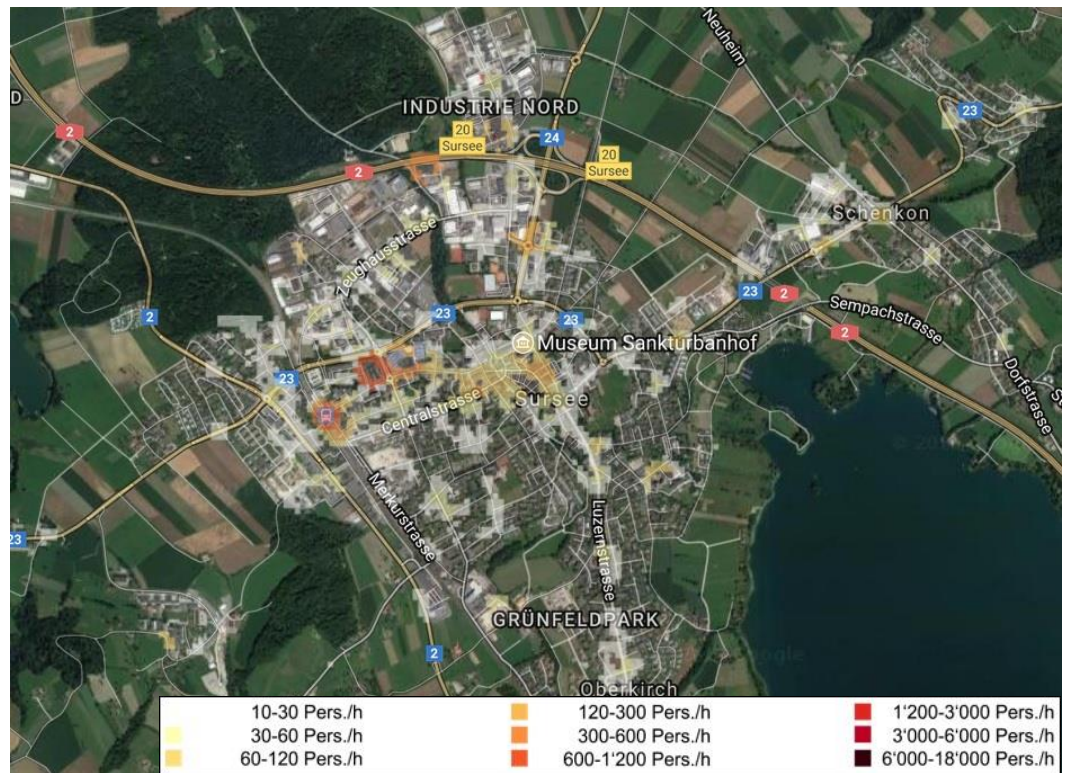 Neuheim
D
INDUSTRIE NORD
23
2
20
Sursee
24
20
Sursee
2
Schenkon
Zeughausstrasse
23
2
2
23
23
Sempachstrasse
2
Museum Sankturbanhof
23
Dorfstrasse
Sursee
Centralstrasse
Merkurstrasse
Luzernstrasse
23
GRÜNFELDPARK
2
Oberkirch
10-30 Pers./h
120-300 Pers./h
1'200-3'000 Pers./h
30-60 Pers./h
300-600 Pers./h
3'000-6'000 Pers./h
60-120 Pers./h
600-1'200 Pers./h
6'000-18'000 Pers./h